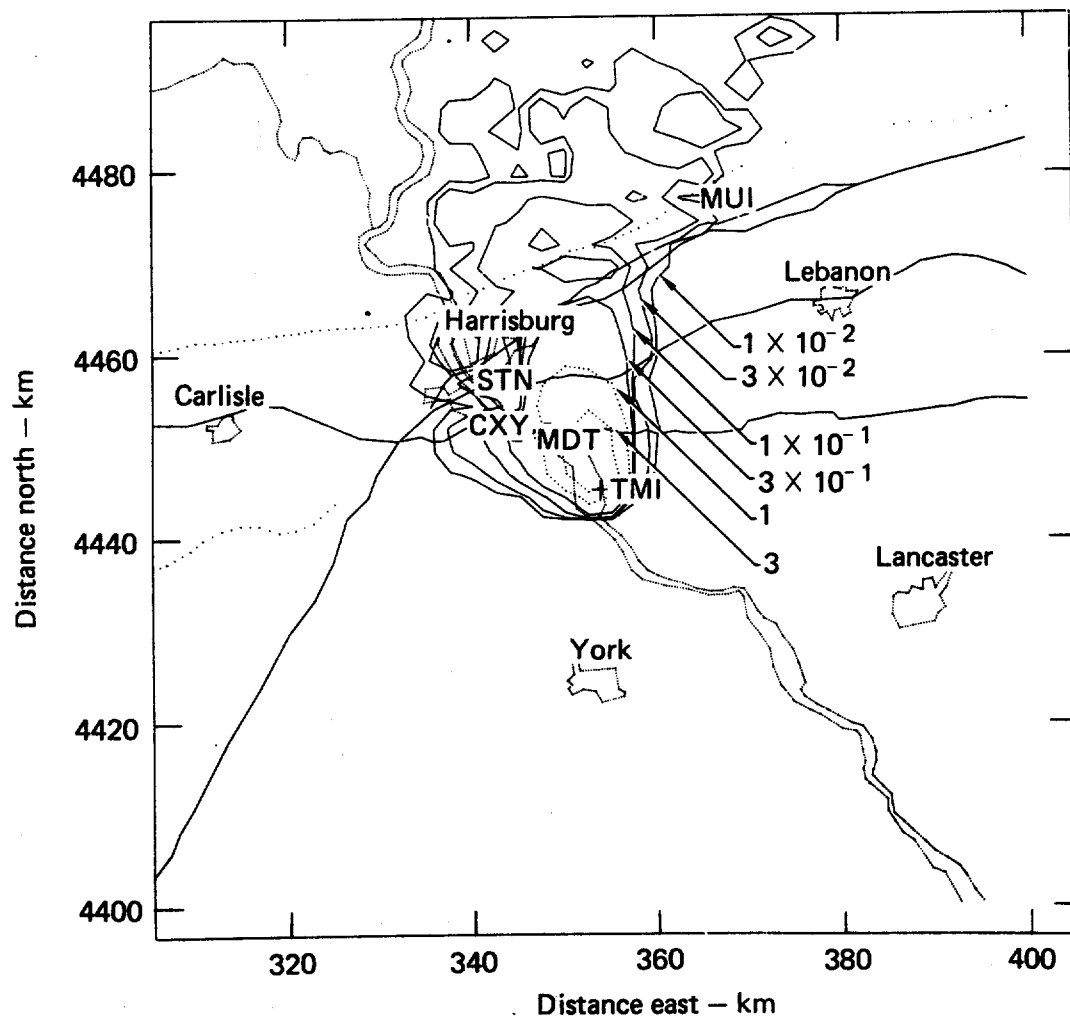 4480
MUI
Lebanon
Harrisburg
1 × 10⁻²
4460
STN
3 × 10⁻²
Carlisle
CXY
MDT
1 × 10⁻¹
3 × 10⁻¹
+TMI
1
4440
3
Lancaster
York
4420
4400
320
340
360
380
400
Distance east – km
Distance north – km